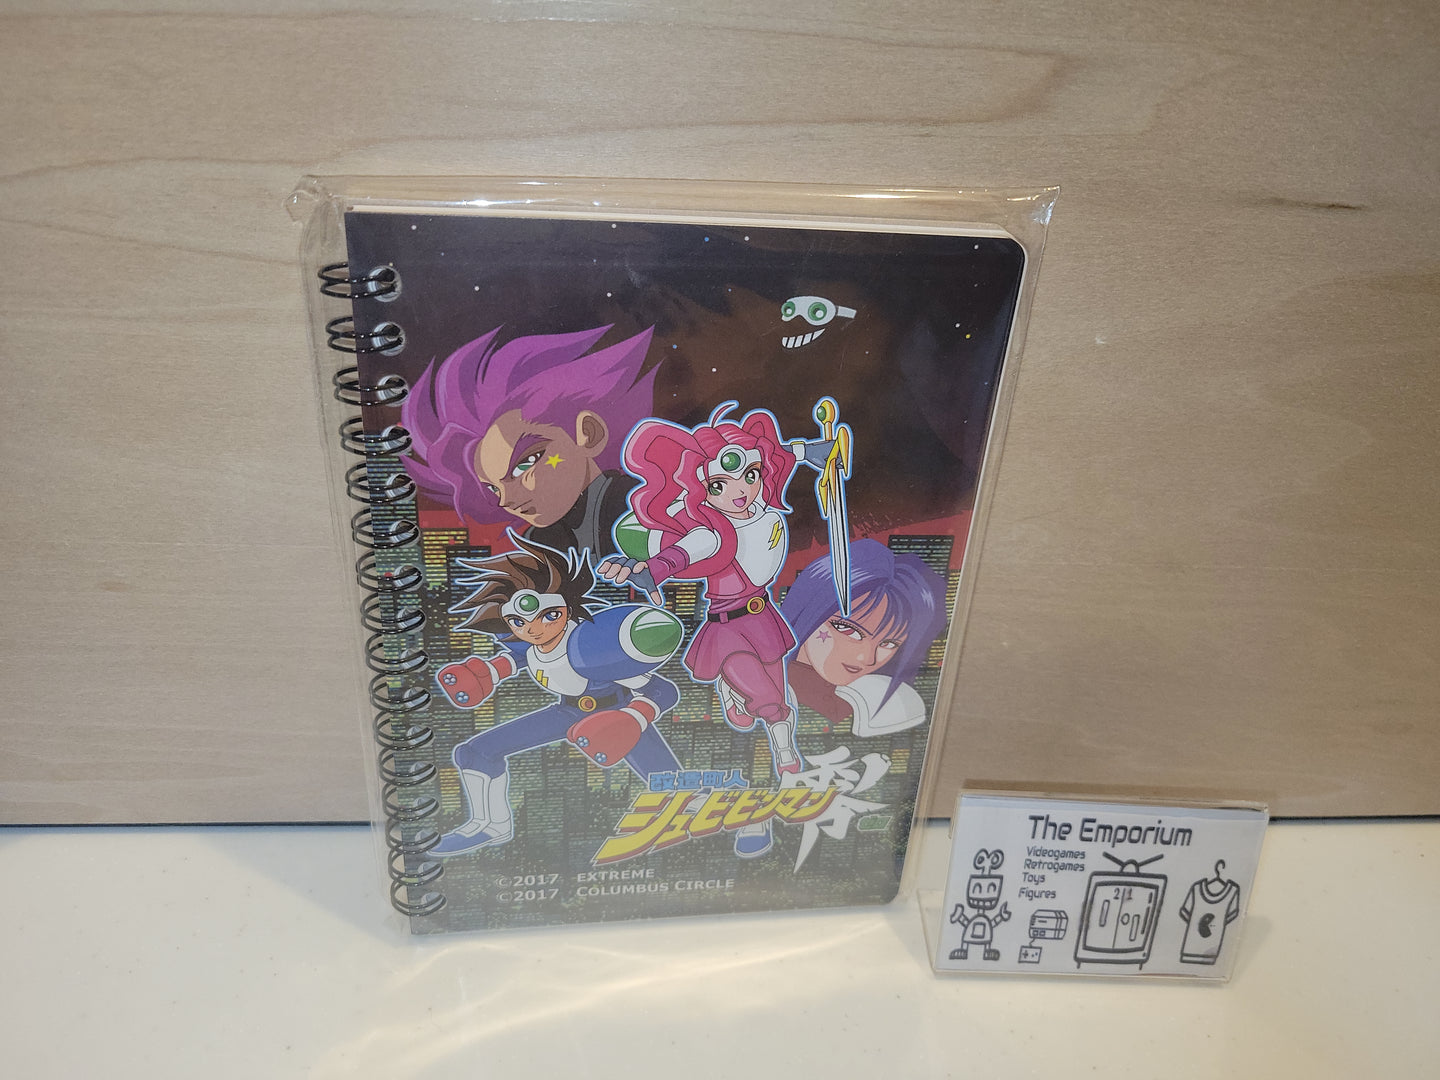 改造町人
シュビビンマン零
©2017 EXTREME
©2017 COLUMBUS CIRCLE
The Emporium
Videogames
Retrogames
Toys
Figures